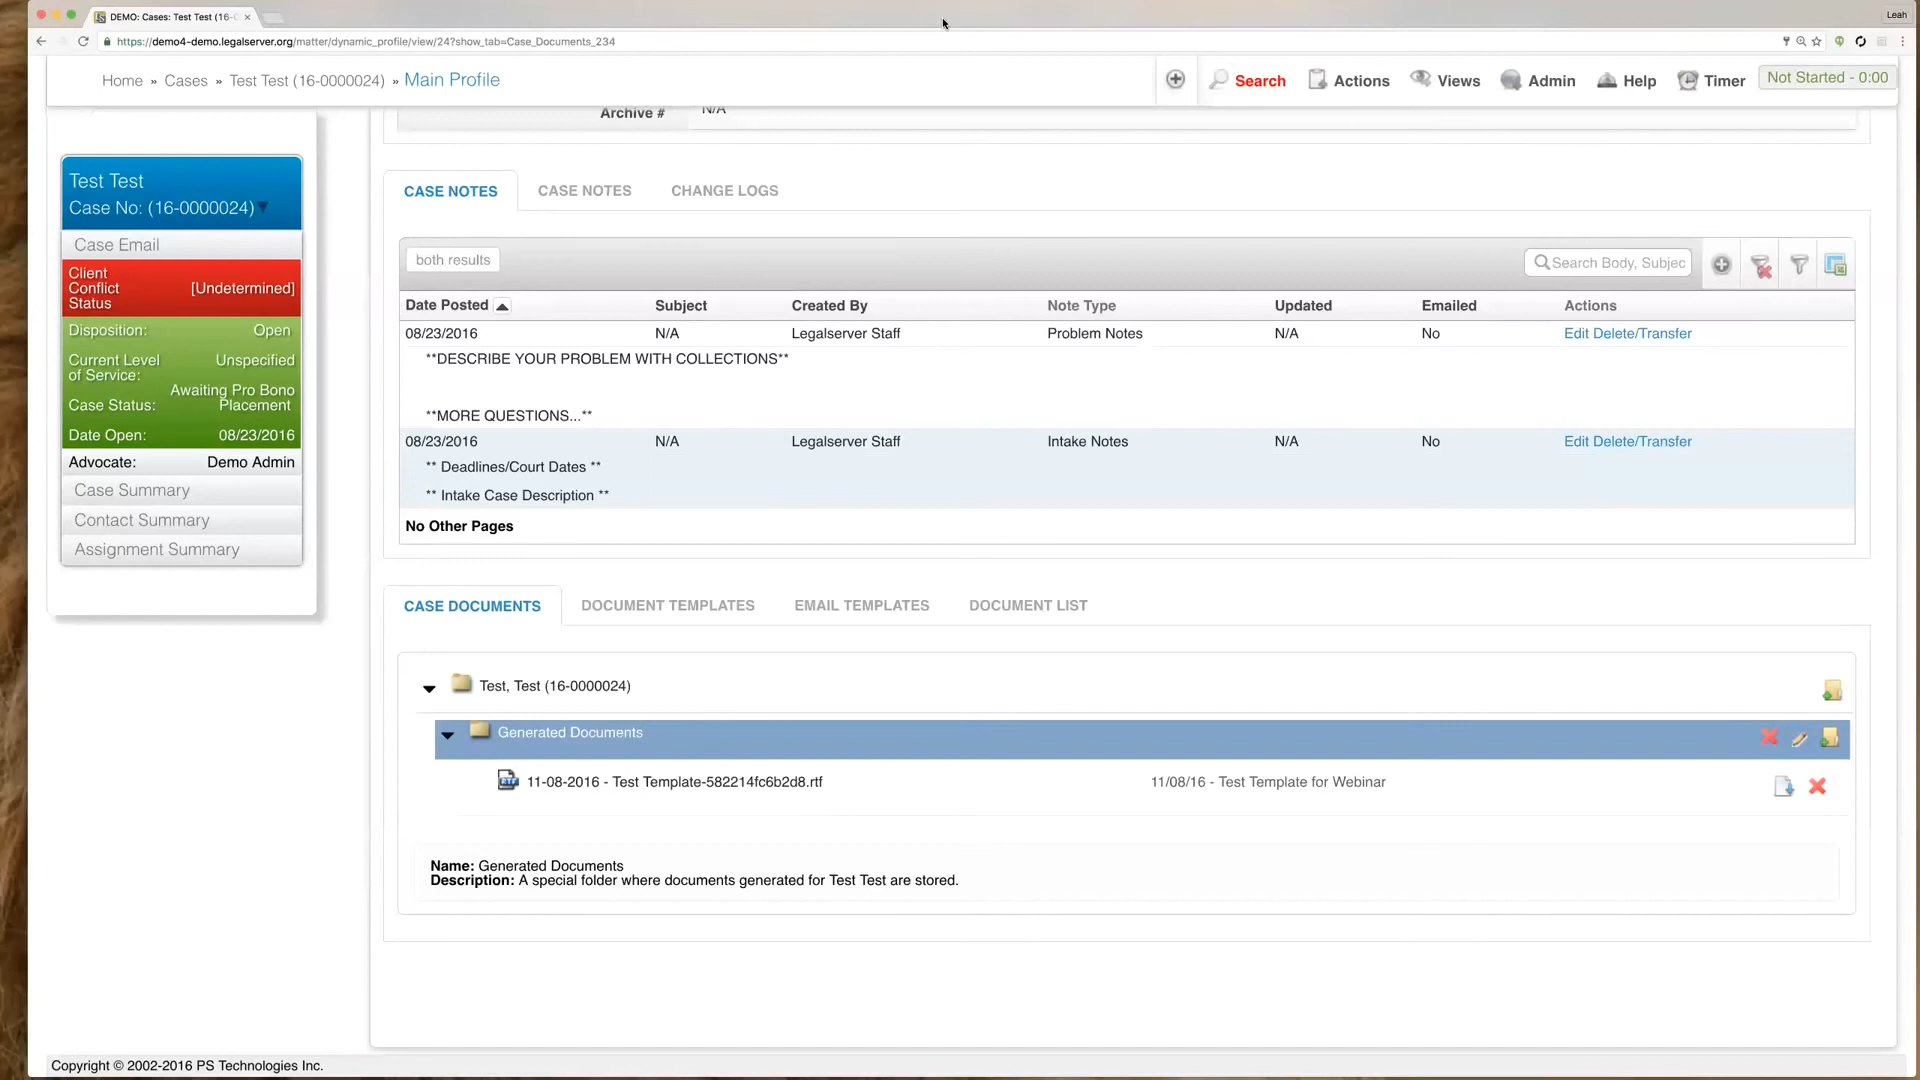 DEMO: Cases: Test Test (16-0
Leah
https://demo4-demo.legalserver.org/matter/dynamic_profile/view/24?show_tab=Case_Documents_234
Home » Cases » Test Test (16-0000024) » Main Profile
Search Actions Views Admin Help Timer Not Started - 0:00
Archive # N/A
Test Test
Case No: (16-0000024)
Case Email
Client Conflict Status [Undetermined]
Disposition: Open
Current Level of Service: Unspecified
Case Status: Awaiting Pro Bono Placement
Date Open: 08/23/2016
Advocate: Demo Admin
Case Summary
Contact Summary
Assignment Summary
CASE NOTES CASE NOTES CHANGE LOGS
both results Search Body, Subjec
Date Posted Subject Created By Note Type Updated Emailed Actions
08/23/2016 N/A Legalserver Staff Problem Notes N/A No Edit Delete/Transfer
**DESCRIBE YOUR PROBLEM WITH COLLECTIONS**
**MORE QUESTIONS...**
08/23/2016 N/A Legalserver Staff Intake Notes N/A No Edit Delete/Transfer
** Deadlines/Court Dates **
** Intake Case Description **
No Other Pages
CASE DOCUMENTS DOCUMENT TEMPLATES EMAIL TEMPLATES DOCUMENT LIST
Test, Test (16-0000024)
Generated Documents
11-08-2016 - Test Template-582214fc6b2d8.rtf 11/08/16 - Test Template for Webinar
Name: Generated Documents
Description: A special folder where documents generated for Test Test are stored.
Copyright © 2002-2016 PS Technologies Inc.